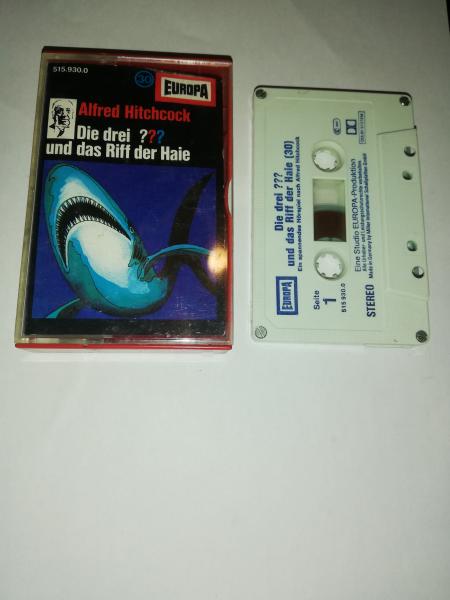 515.930.0
30
EUROPA
Alfred Hitchcock
Die drei ???
und das Riff der Haie
Die drei ???
und das Riff der Haie (30)
Ein spannendes Hörspiel nach Alfred Hitchcock
EUROPA
Seite
1
515 930.0
Eine Studio EUROPA-Produktion
Made in Germany by Miller International Schallplatten GmbH
STEREO